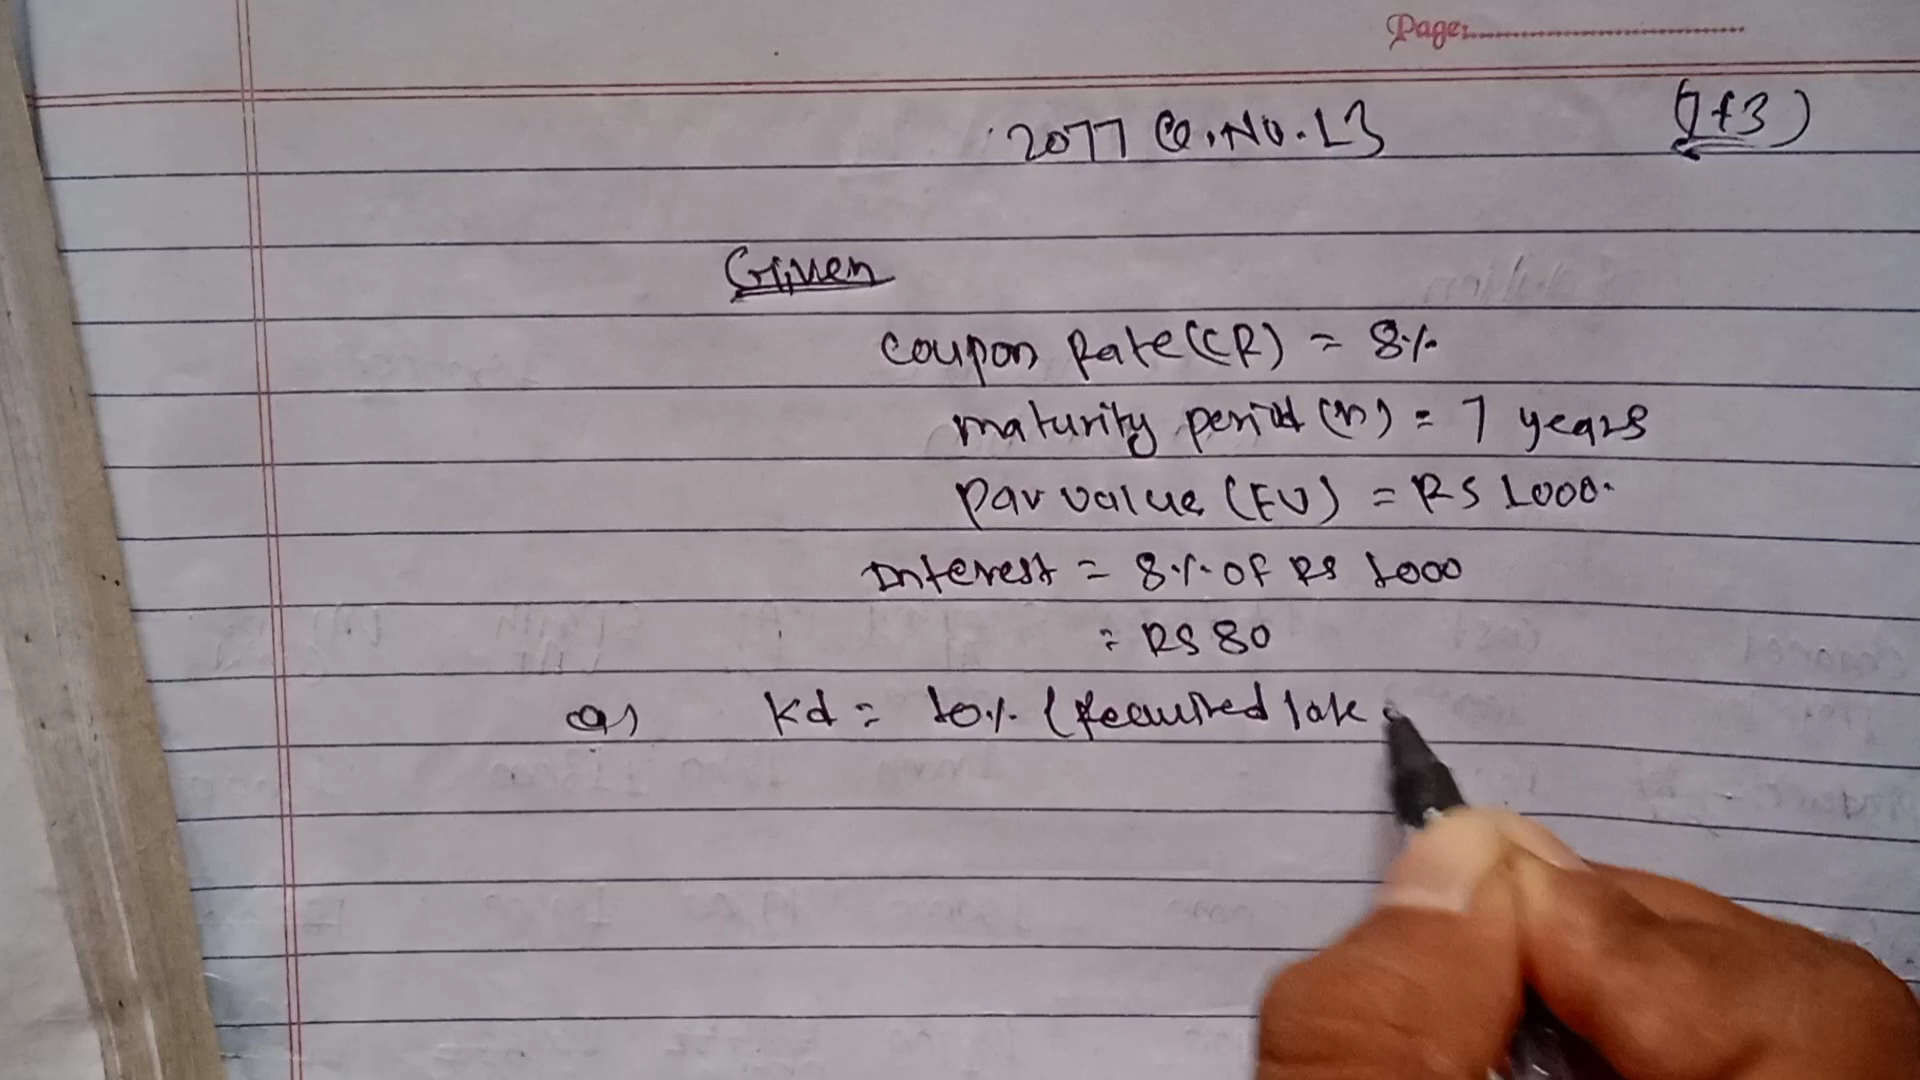 Page:
2077 Q.No.13 (7+3)
Given
Coupon Rate (CR) = 8%
maturity period (n) = 7 years
par value (FV) = RS 1000.
Interest = 8% of RS 1000
= RS 80
a) Kd = 10% (Required rate